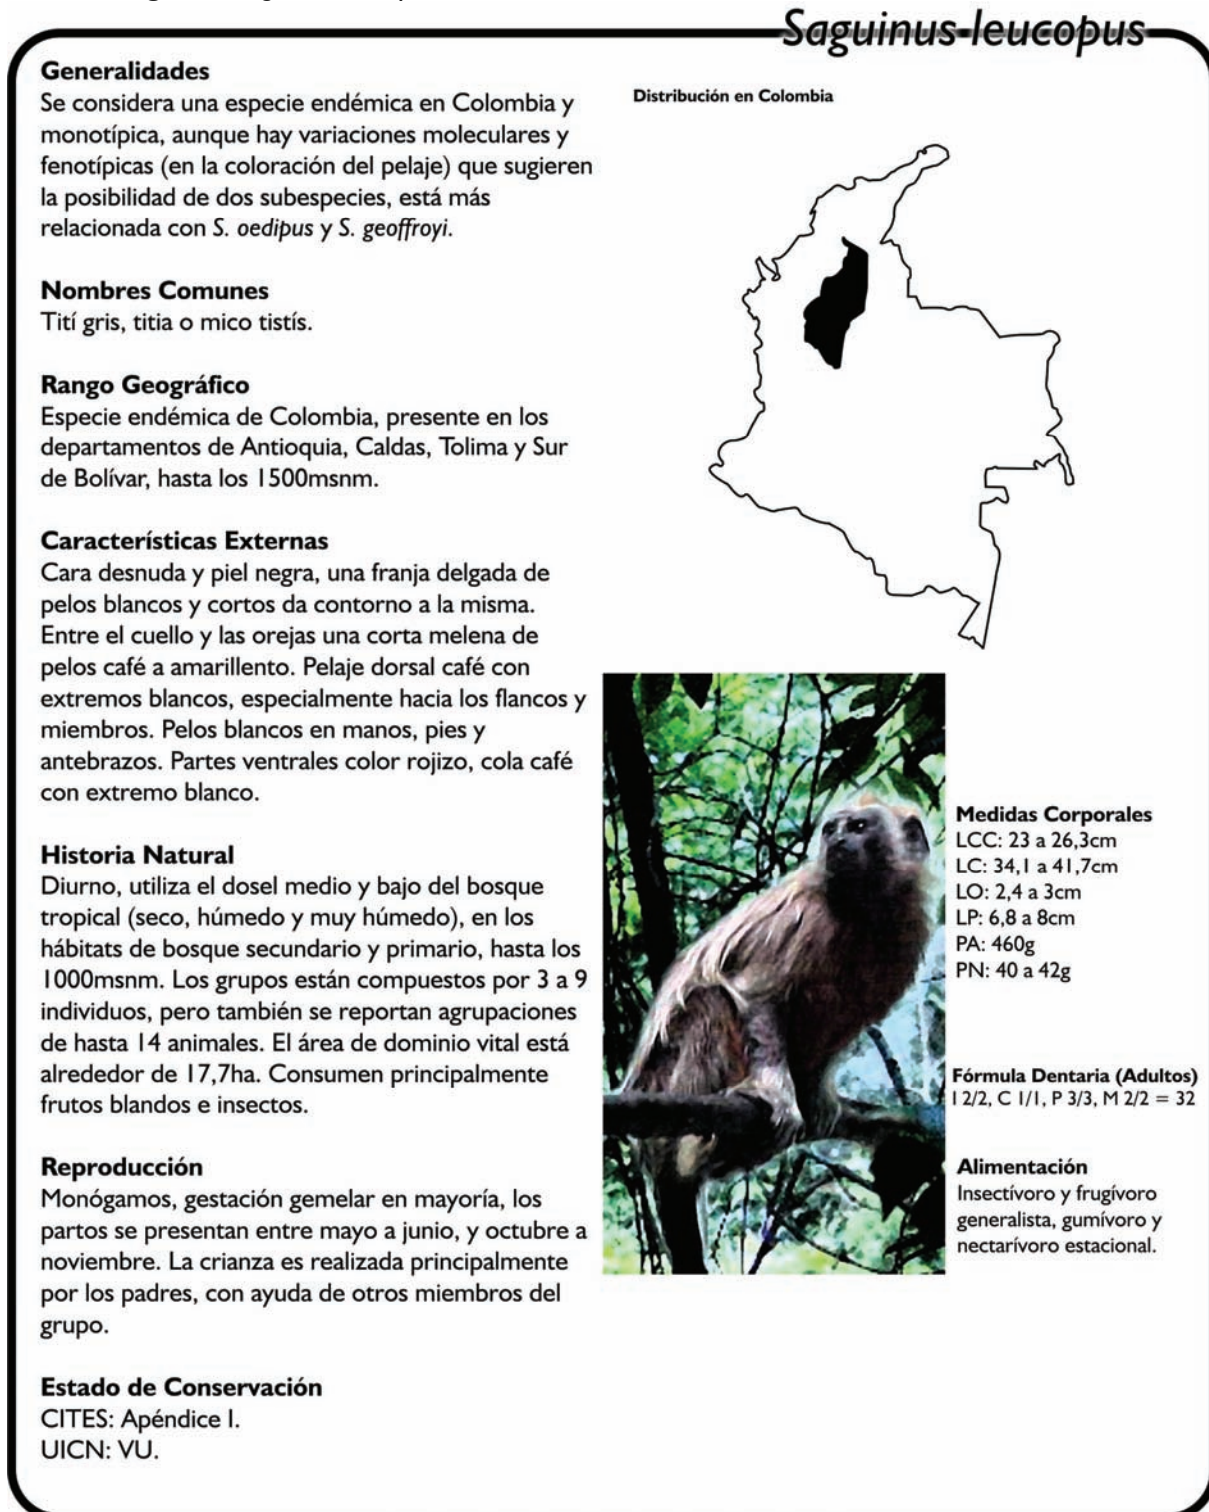 Saguinus leucopus
Generalidades
Se considera una especie endémica en Colombia y
monotípica, aunque hay variaciones moleculares y
fenotípicas (en la coloración del pelaje) que sugieren
la posibilidad de dos subespecies, está más
relacionada con S. oedipus y S. geoffroyi.
Nombres Comunes
Tití gris, titia o mico tistís.
Rango Geográfico
Especie endémica de Colombia, presente en los
departamentos de Antioquia, Caldas, Tolima y Sur
de Bolívar, hasta los 1500msnm.
Características Externas
Cara desnuda y piel negra, una franja delgada de
pelos blancos y cortos da contorno a la misma.
Entre el cuello y las orejas una corta melena de
pelos café a amarillento. Pelaje dorsal café con
extremos blancos, especialmente hacia los flancos y
miembros. Pelos blancos en manos, pies y
antebrazos. Partes ventrales color rojizo, cola café
con extremo blanco.
Historia Natural
Diurno, utiliza el dosel medio y bajo del bosque
tropical (seco, húmedo y muy húmedo), en los
hábitats de bosque secundario y primario, hasta los
1000msnm. Los grupos están compuestos por 3 a 9
individuos, pero también se reportan agrupaciones
de hasta 14 animales. El área de dominio vital está
alrededor de 17,7ha. Consumen principalmente
frutos blandos e insectos.
Reproducción
Monógamos, gestación gemelar en mayoría, los
partos se presentan entre mayo a junio, y octubre a
noviembre. La crianza es realizada principalmente
por los padres, con ayuda de otros miembros del
grupo.
Estado de Conservación
CITES: Apéndice I.
UICN: VU.
Distribución en Colombia
Medidas Corporales
LCC: 23 a 26,3cm
LC: 34,1 a 41,7cm
LO: 2,4 a 3cm
LP: 6,8 a 8cm
PA: 460g
PN: 40 a 42g
Fórmula Dentaria (Adultos)
I 2/2, C 1/1, P 3/3, M 2/2 = 32
Alimentación
Insectívoro y frugívoro
generalista, gumívoro y
nectarívoro estacional.